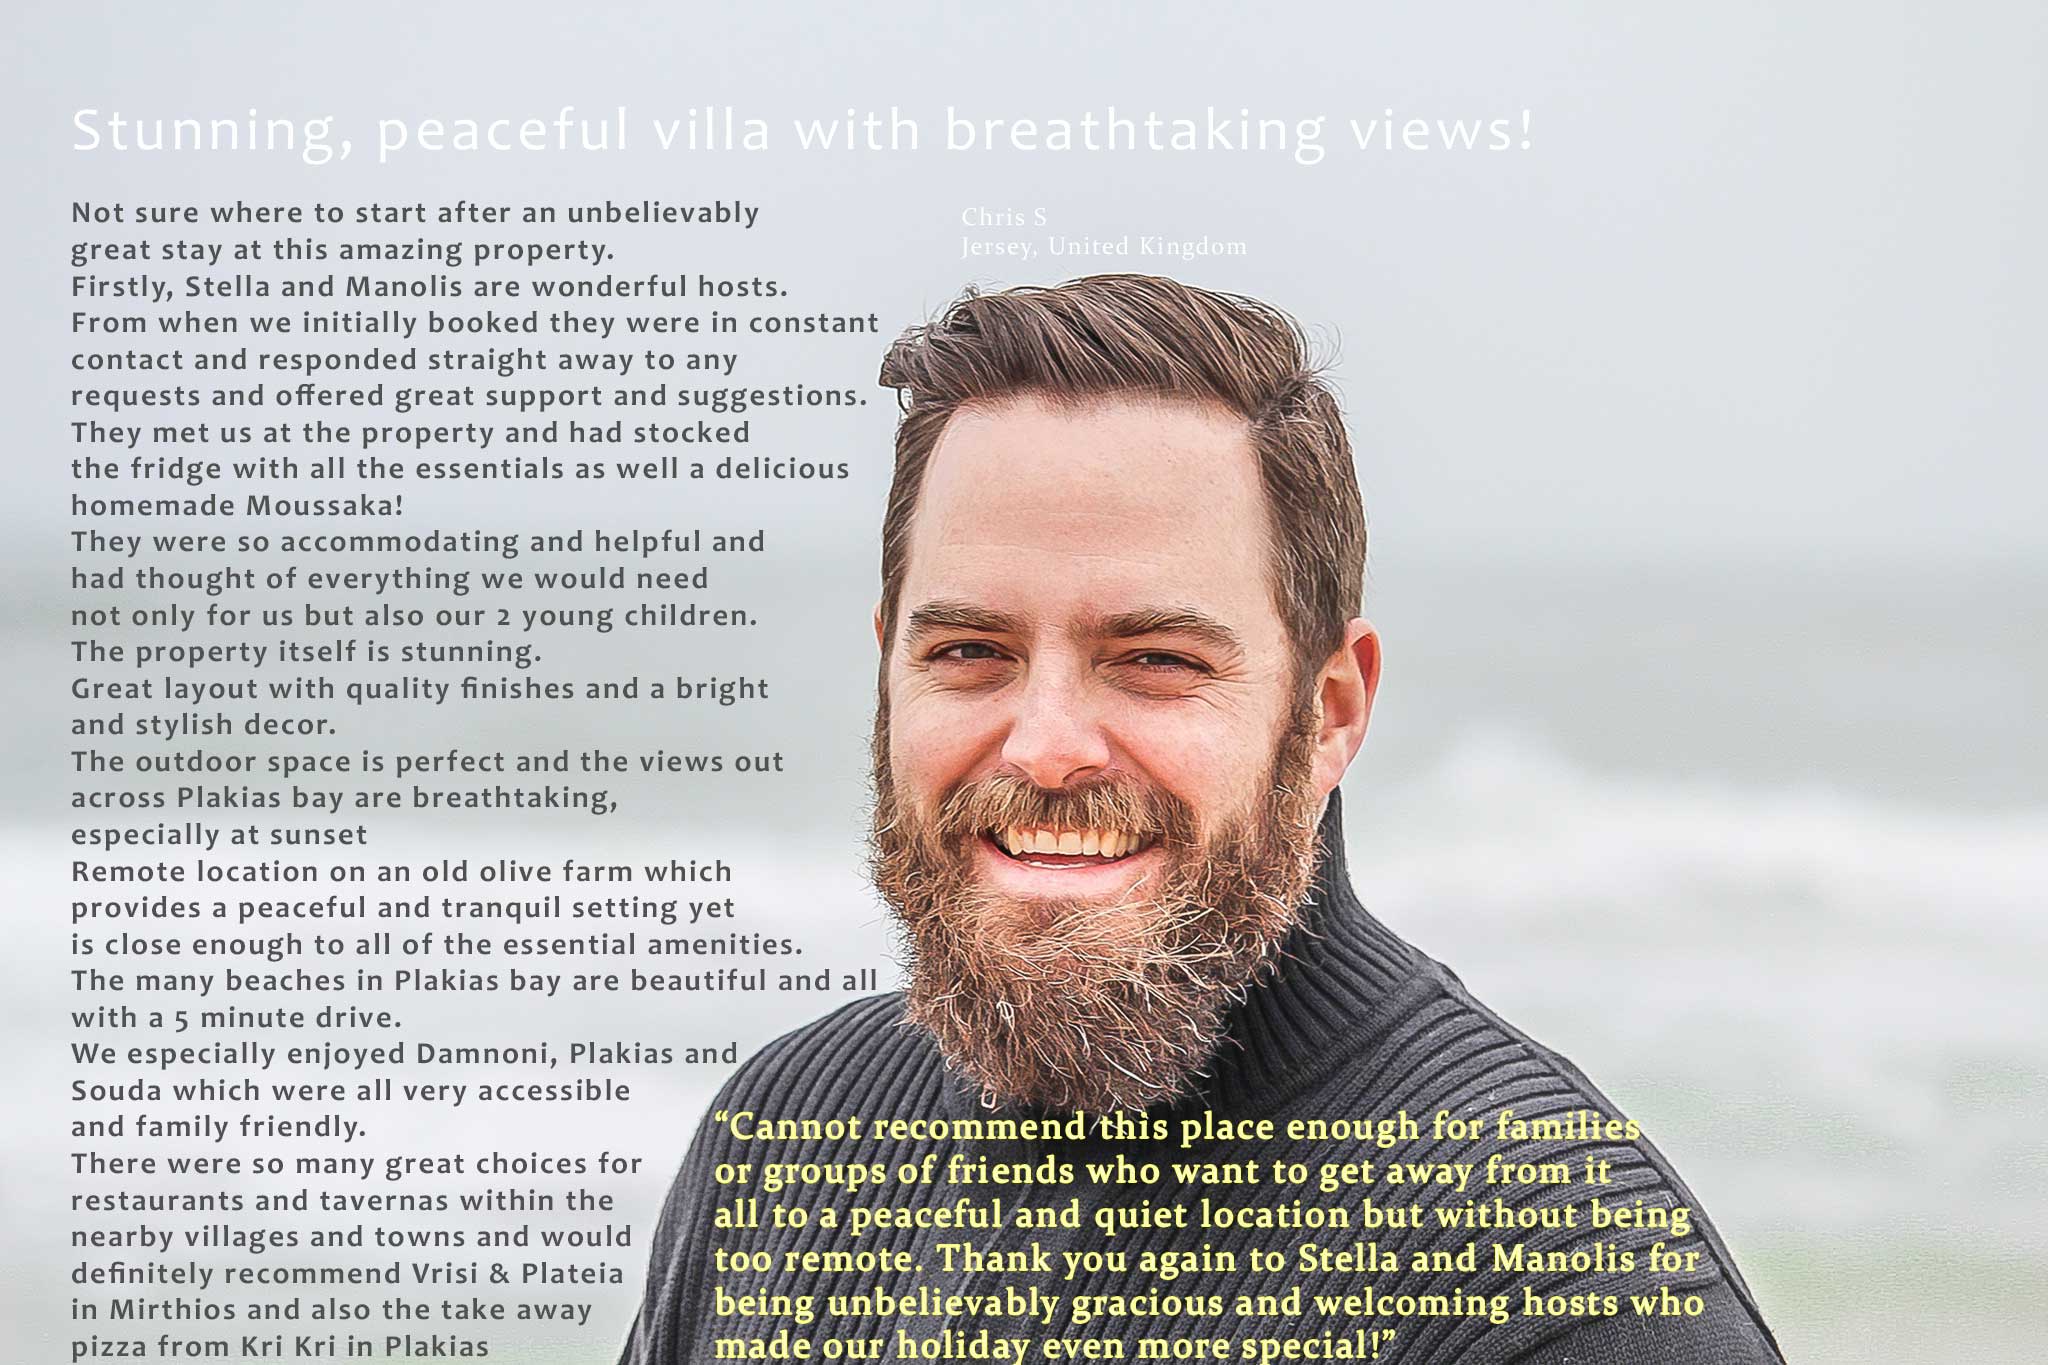 Stunning, peaceful villa with breathtaking views!
Not sure where to start after an unbelievably
great stay at this amazing property.
Firstly, Stella and Manolis are wonderful hosts.
From when we initially booked they were in constant
contact and responded straight away to any
requests and offered great support and suggestions.
They met us at the property and had stocked
the fridge with all the essentials as well a delicious
homemade Moussaka!
They were so accommodating and helpful and
had thought of everything we would need
not only for us but also our 2 young children.
The property itself is stunning.
Great layout with quality finishes and a bright
and stylish decor.
The outdoor space is perfect and the views out
across Plakias bay are breathtaking,
especially at sunset
Remote location on an old olive farm which
provides a peaceful and tranquil setting yet
is close enough to all of the essential amenities.
The many beaches in Plakias bay are beautiful and all
with a 5 minute drive.
We especially enjoyed Damnoni, Plakias and
Souda which were all very accessible
and family friendly.
There were so many great choices for
restaurants and tavernas within the
nearby villages and towns and would
definitely recommend Vrisi & Plateia
in Mirthios and also the take away
pizza from Kri Kri in Plakias
Chris S
Jersey, United Kingdom
“Cannot recommend this place enough for families
or groups of friends who want to get away from it
all to a peaceful and quiet location but without being
too remote. Thank you again to Stella and Manolis for
being unbelievably gracious and welcoming hosts who
made our holiday even more special!”